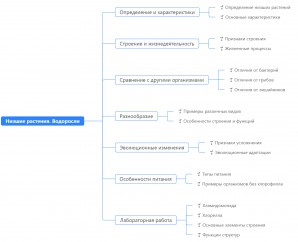 Низшие растения. Водоросли
Определение и характеристики
Определение низших растений
Основные характеристики
Строение и жизнедеятельность
Признаки строения
Жизненные процессы
Сравнение с другими организмами
Отличия от бактерий
Отличия от грибов
Отличия от лишайников
Разнообразие
Примеры различных видов
Особенности строения и функций
Эволюционные изменения
Признаки усложнения
Эволюционные адаптации
Особенности питания
Типы питания
Примеры организмов без хлорофилла
Лабораторная работа
Хламидомонада
Хлорелла
Основные элементы строения
Функции структур